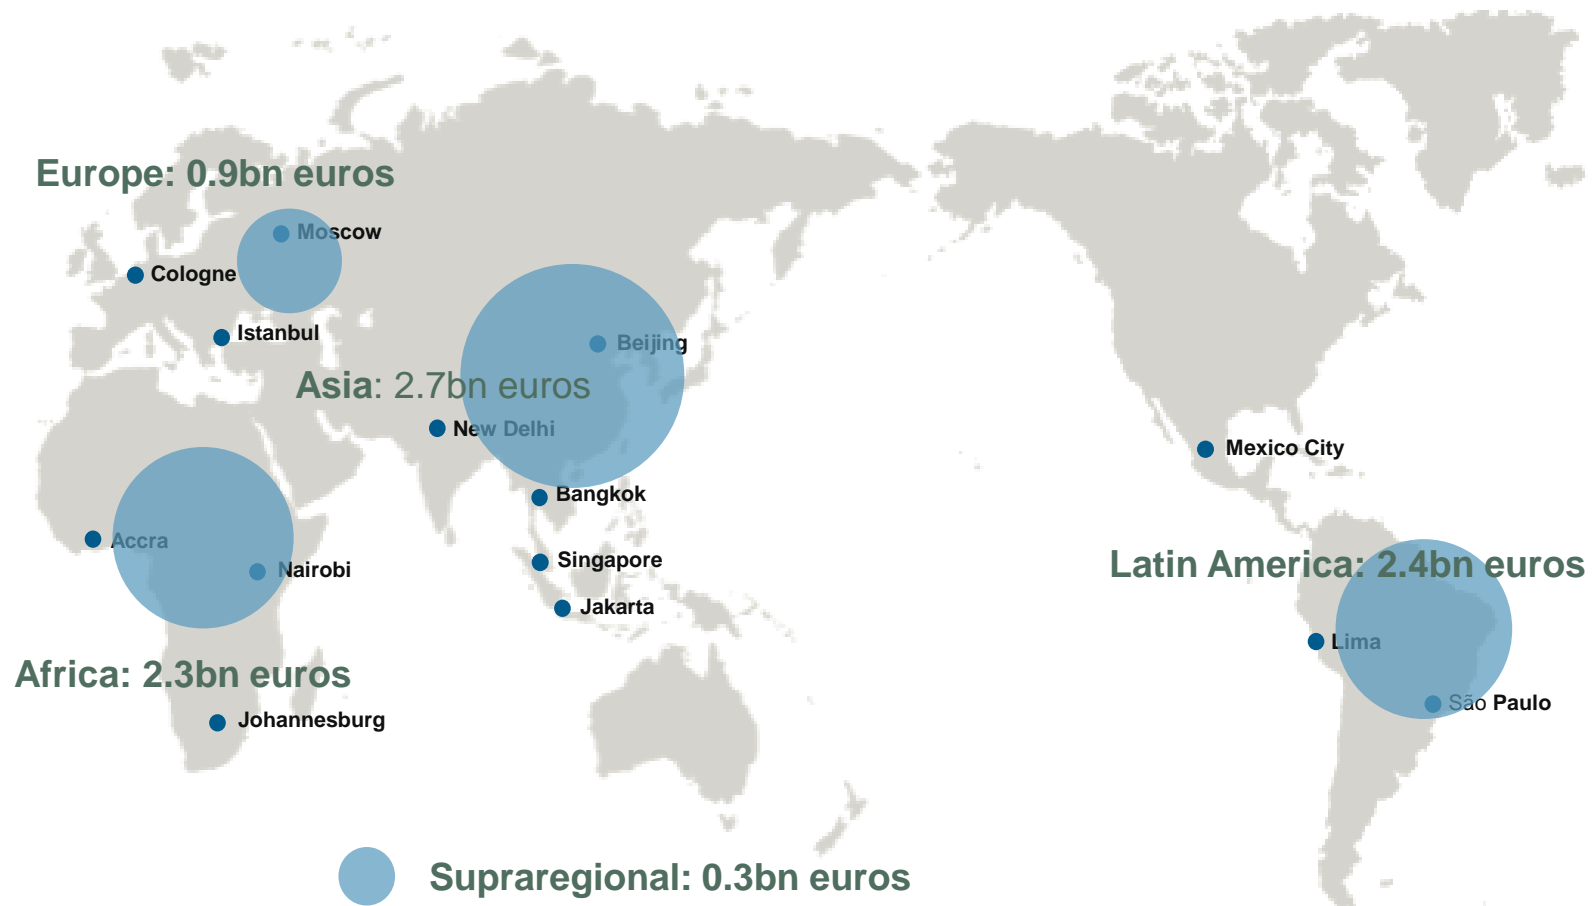 Europe: 0.9bn euros
Moscow
Cologne
Istanbul
Beijing
Asia: 2.7bn euros
New Delhi
Mexico City
Bangkok
Accra
Singapore
Latin America: 2.4bn euros
Nairobi
Jakarta
Lima
Africa: 2.3bn euros
São Paulo
Johannesburg
Supraregional: 0.3bn euros